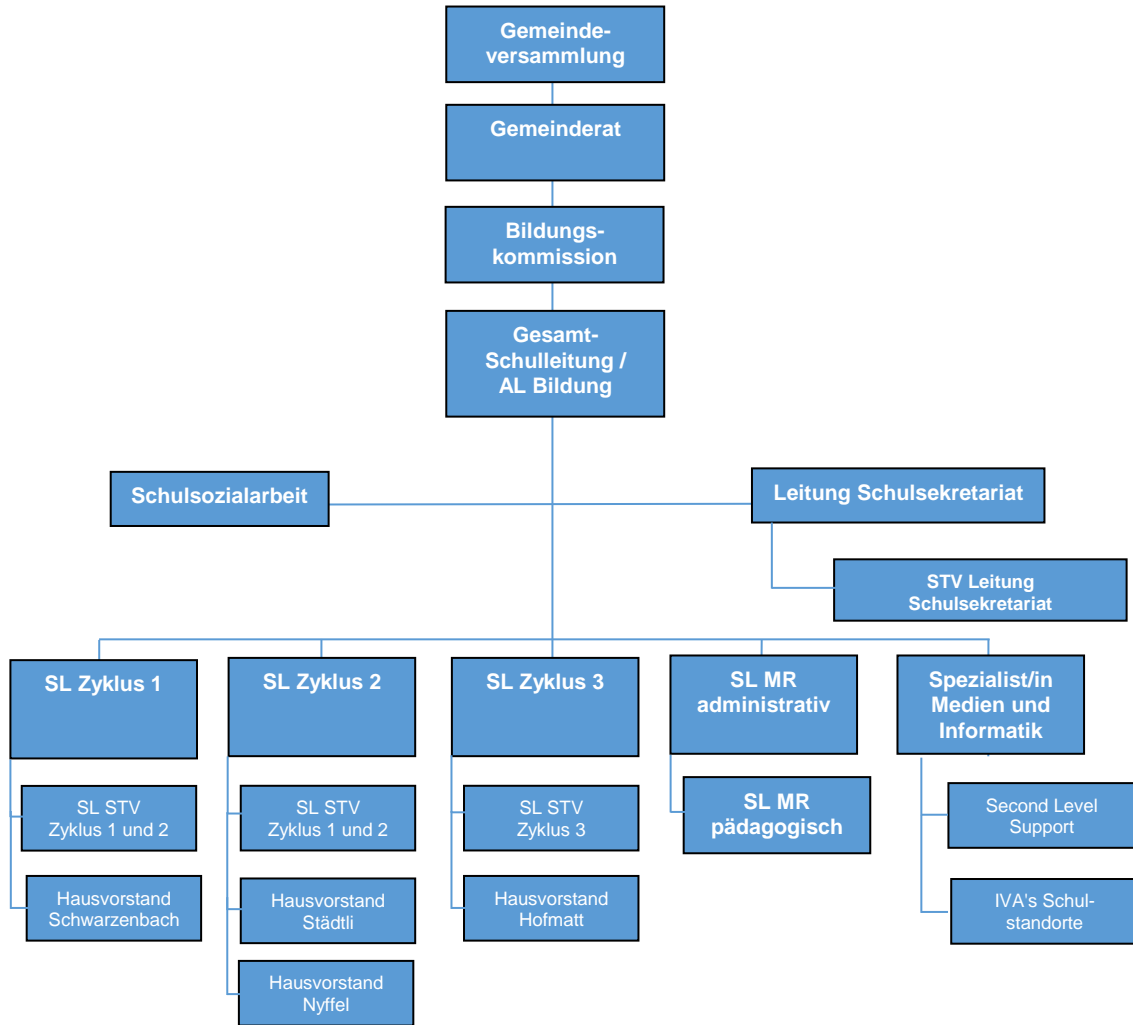 Gemeinde-
versammlung
Gemeinderat
Bildungs-
kommission
Gesamt-
Schulleitung /
AL Bildung
Schulsozialarbeit
Leitung Schulsekretariat
STV Leitung
Schulsekretariat
SL Zyklus 1
SL Zyklus 2
SL Zyklus 3
SL MR
administrativ
Spezialist/in
Medien und
Informatik
SL STV
Zyklus 1 und 2
SL STV
Zyklus 1 und 2
SL STV
Zyklus 3
SL MR
pädagogisch
Second Level
Support
Hausvorstand
Schwarzenbach
Hausvorstand
Städtli
Hausvorstand
Hofmatt
IVA's Schul-
standorte
Hausvorstand
Nyffel